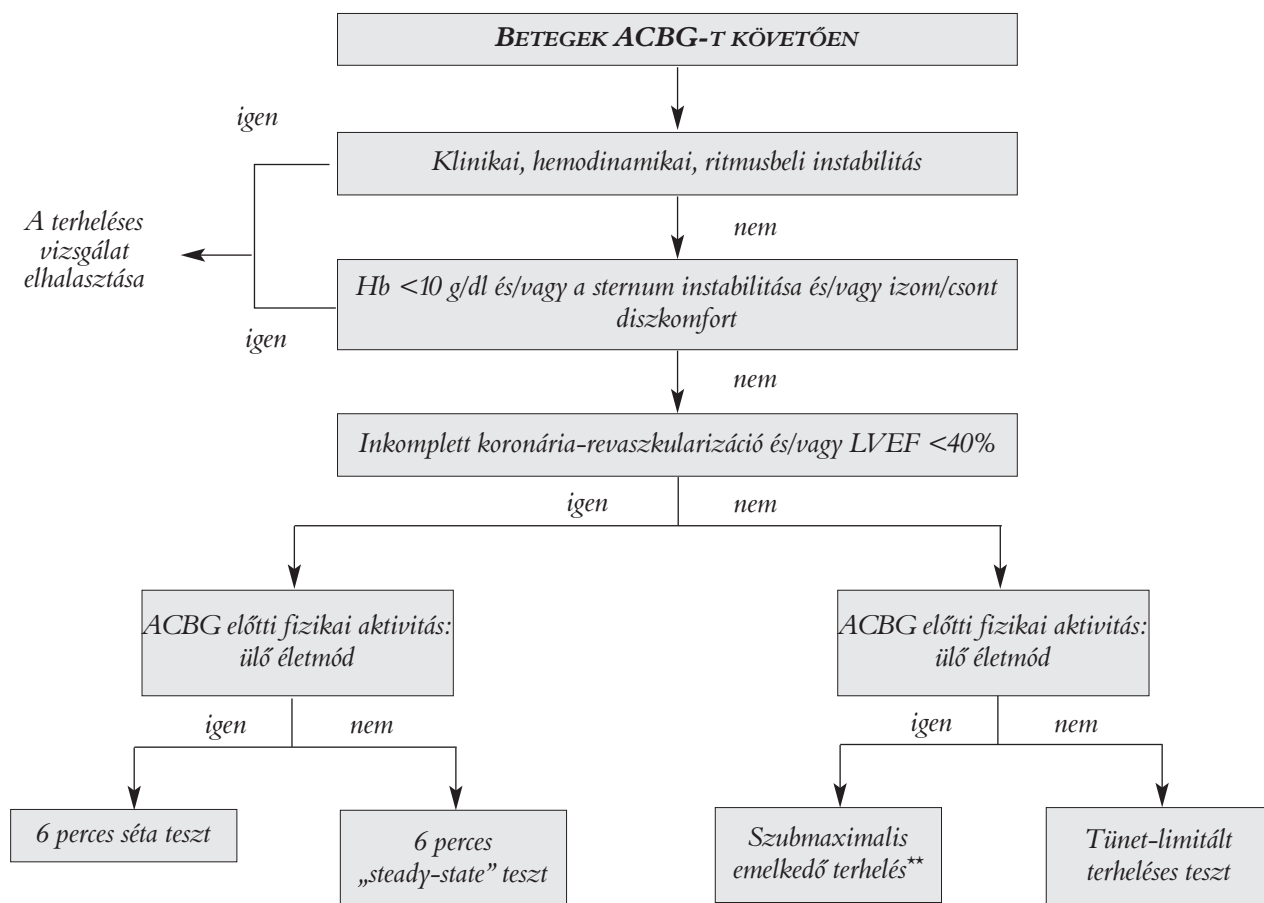 BETEGEK ACBG-T KÖVETŐEN
igen
Klinikai, hemodinamikai, ritmusbeli instabilitás
nem
A terheléses
vizsgálat
elhalasztása
Hb <10 g/dl és/vagy a sternum instabilitása és/vagy izom/csont
diszkomfort
igen
nem
Inkomplett koronária-revaszkularizáció és/vagy LVEF <40%
igen
nem
ACBG előtti fizikai aktivitás:
ülő életmód
ACBG előtti fizikai aktivitás:
ülő életmód
igen
nem
igen
nem
6 perces séta teszt
6 perces
„steady-state” teszt
Szubmaximalis
emelkedő terhelés**
Tünet-limitált
terheléses teszt